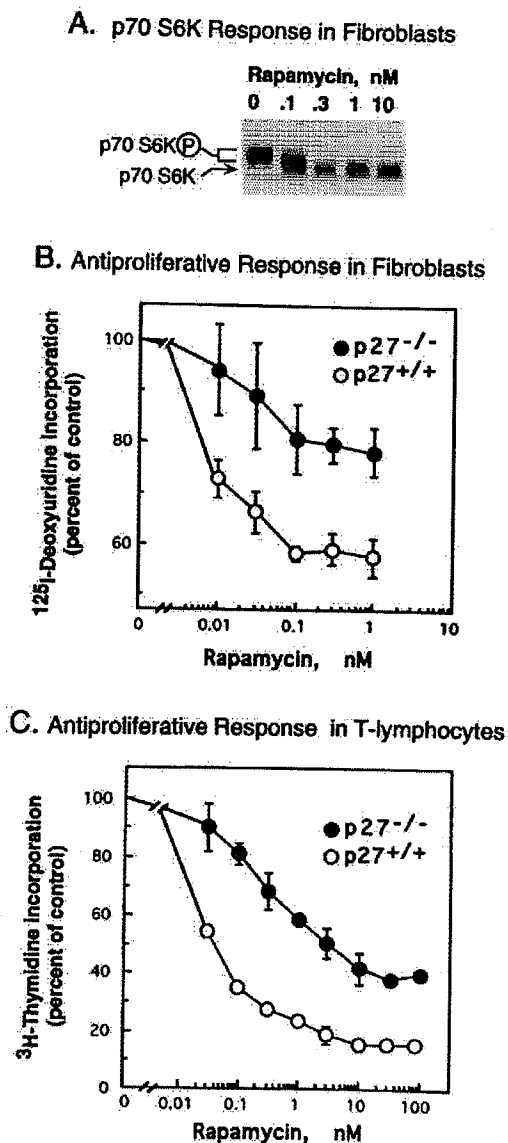 A. p70 S6K Response in Fibroblasts
Rapamycin, nM
0 .1 .3 1 10
p70 S6KⓅ
p70 S6K
B. Antiproliferative Response in Fibroblasts
125I-Deoxyuridine incorporation
(percent of control)
100
80
60
p27-/-
p27+/+
0 0.01 0.1 1 10
Rapamycin, nM
C. Antiproliferative Response in T-lymphocytes
3H-Thymidine incorporation
(percent of control)
100
80
60
40
20
0
p27-/-
p27+/+
0 0.01 0.1 1 10 100
Rapamycin, nM